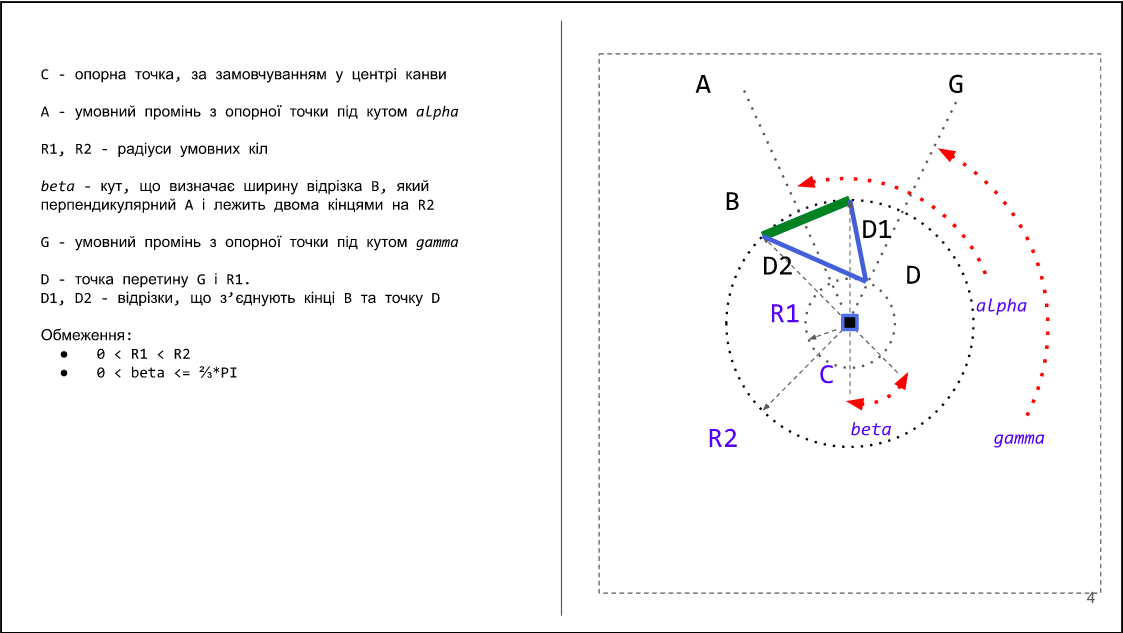 C - опорна точка, за замовчуванням у центрі канви
A - умовний промінь з опорної точки під кутом alpha
R1, R2 - радіуси умовних кіл
beta - кут, що визначає ширину відрізка B, який
перпендикулярний A і лежить двома кінцями на R2
G - умовний промінь з опорної точки під кутом gamma
D - точка перетину G і R1.
D1, D2 - відрізки, що з’єднують кінці B та точку D
Обмеження:
● 0 < R1 < R2
● 0 < beta <= ⅔*PI
A
G
B
D1
D2
D
R1
alpha
C
beta
R2
gamma
4